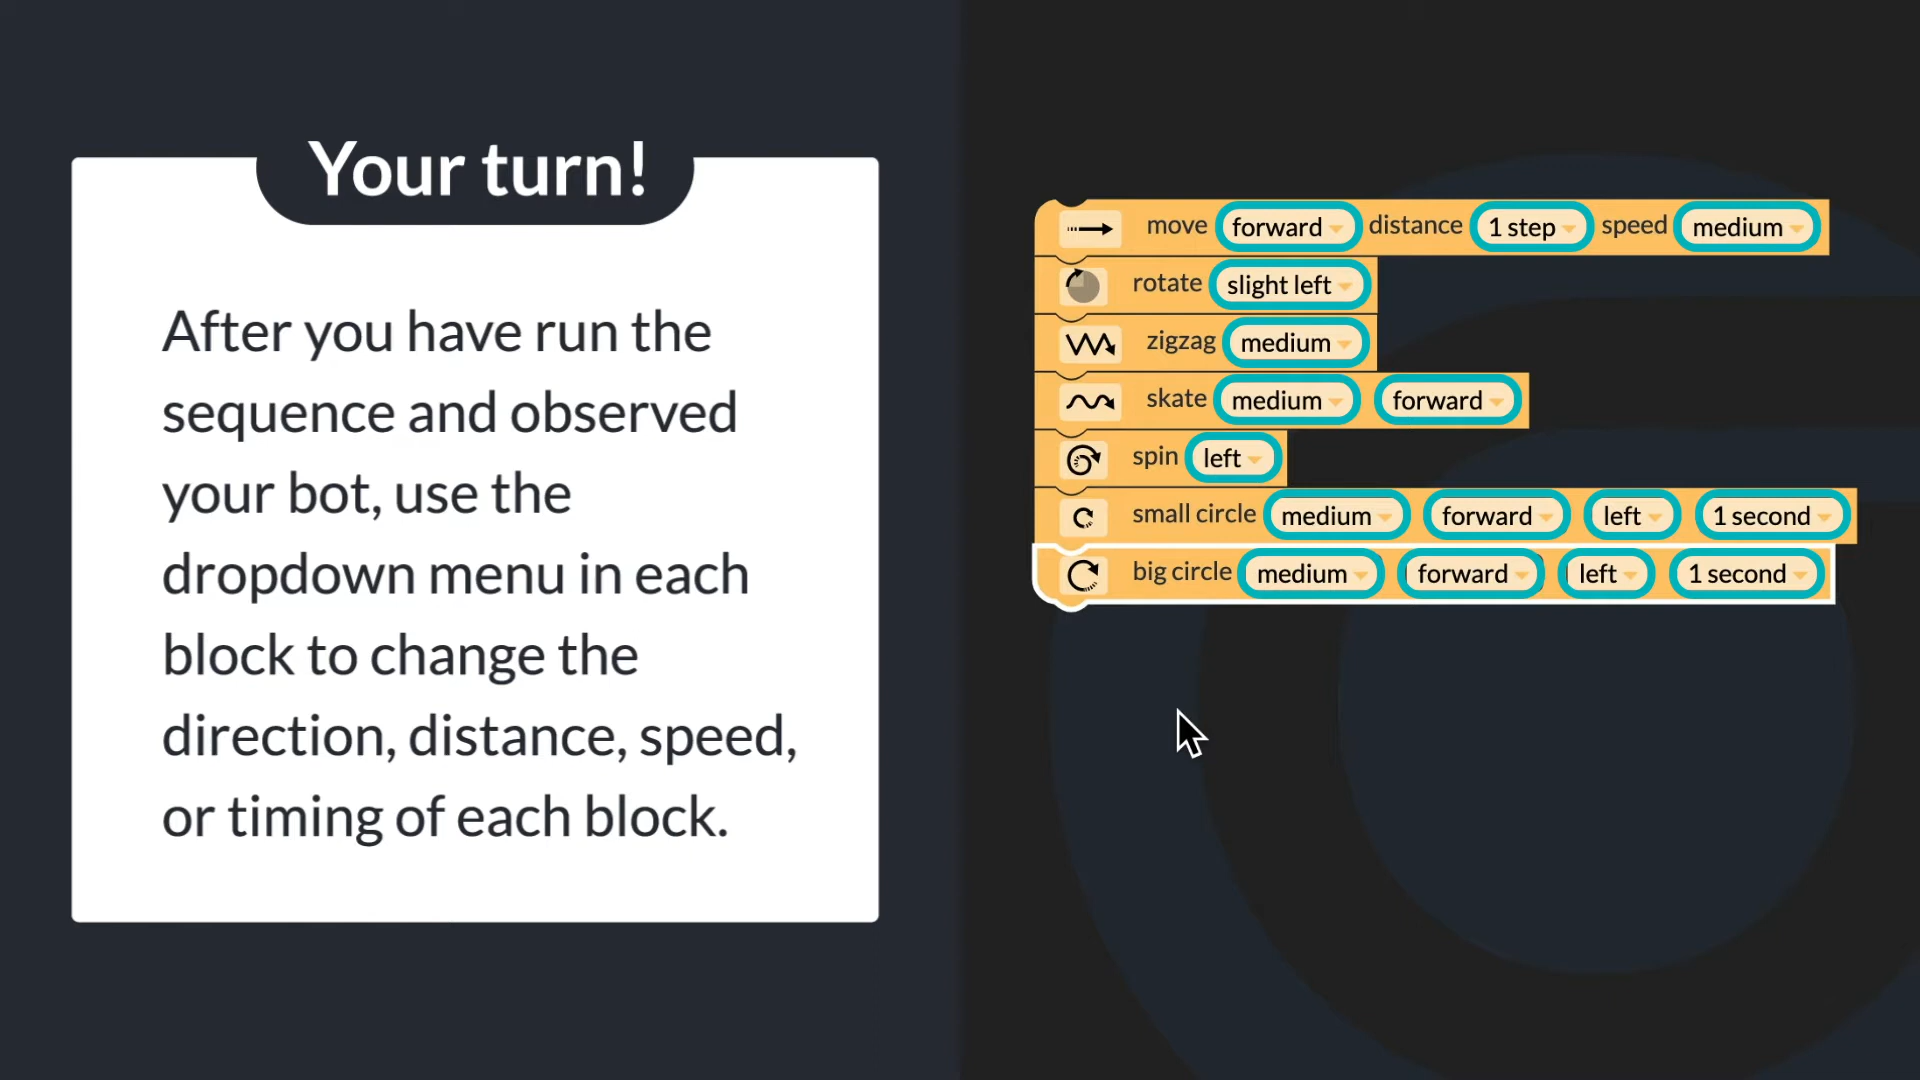 Your turn!
After you have run the
sequence and observed
your bot, use the
dropdown menu in each
block to change the
direction, distance, speed,
or timing of each block.
move forward distance 1 step speed medium
rotate slight left
zigzag medium
skate medium forward
spin left
small circle medium forward left 1 second
big circle medium forward left 1 second